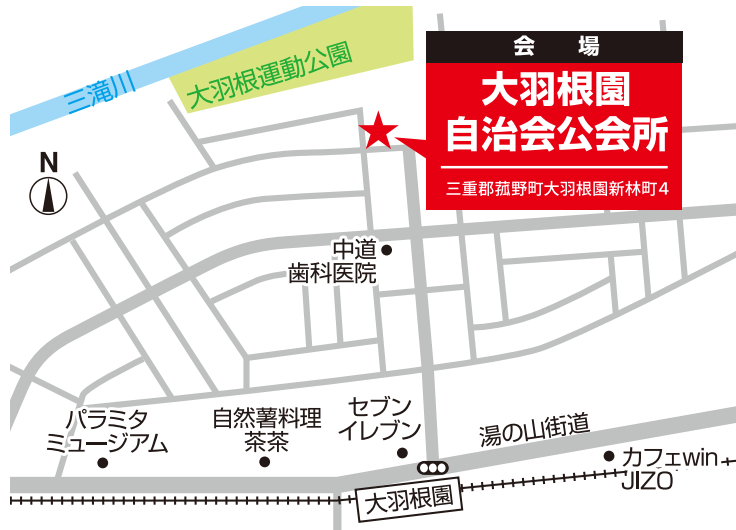 会場
大羽根園
自治会公会所
三重郡菰野町大羽根園新林町4
三滝川
大羽根運動公園
N
中道
歯科医院
パラミタ
ミュージアム
自然薯料理
茶茶
セブン
イレブン
湯の山街道
カフェwin
JIZO
大羽根園